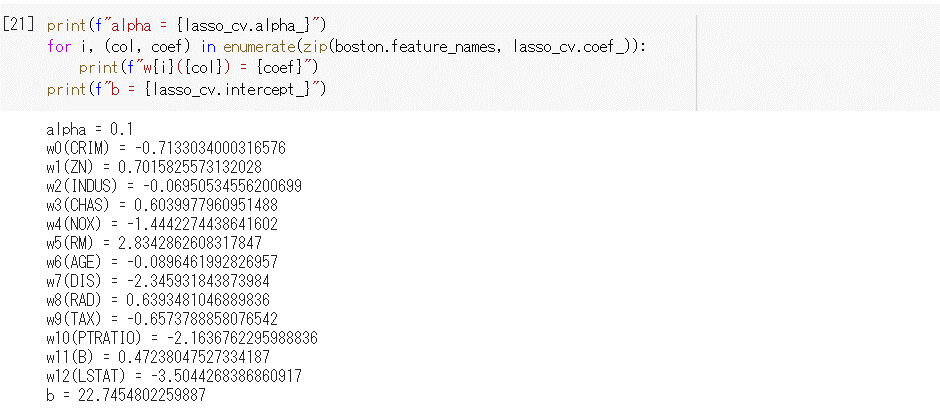 [21] print(f"alpha = {lasso_cv.alpha_}")
for i, (col, coef) in enumerate(zip(boston.feature_names, lasso_cv.coef_)):
    print(f"w{i}({col}) = {coef}")
print(f"b = {lasso_cv.intercept_}")
alpha = 0.1
w0(CRIM) = -0.7133034000316576
w1(ZN) = 0.7015825573132028
w2(INDUS) = -0.06950534556200699
w3(CHAS) = 0.6039977960951488
w4(NOX) = -1.4442274438641602
w5(RM) = 2.8342862608317847
w6(AGE) = -0.0896461992826957
w7(DIS) = -2.345931843873984
w8(RAD) = 0.6393481046889836
w9(TAX) = -0.6573788858076542
w10(PTRATIO) = -2.1636762295988836
w11(B) = 0.47238047527334187
w12(LSTAT) = -3.5044268386860917
b = 22.7454802259887